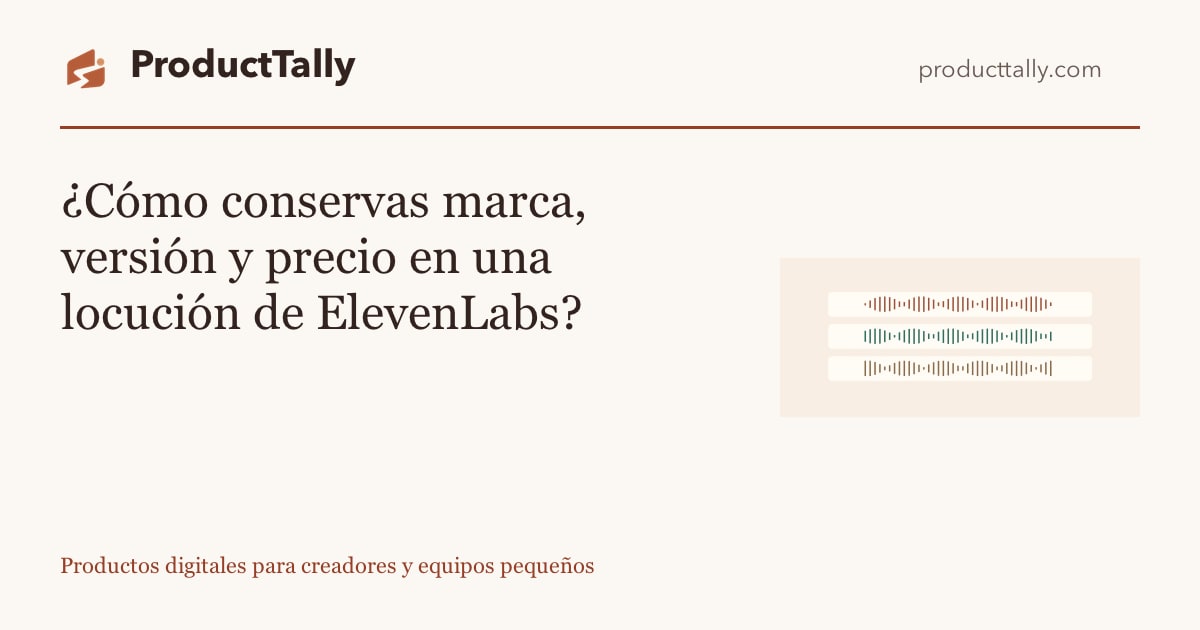 ProductTally
producttally.com
¿Cómo conservas marca,
versión y precio en una
locución de ElevenLabs?
Productos digitales para creadores y equipos pequeños